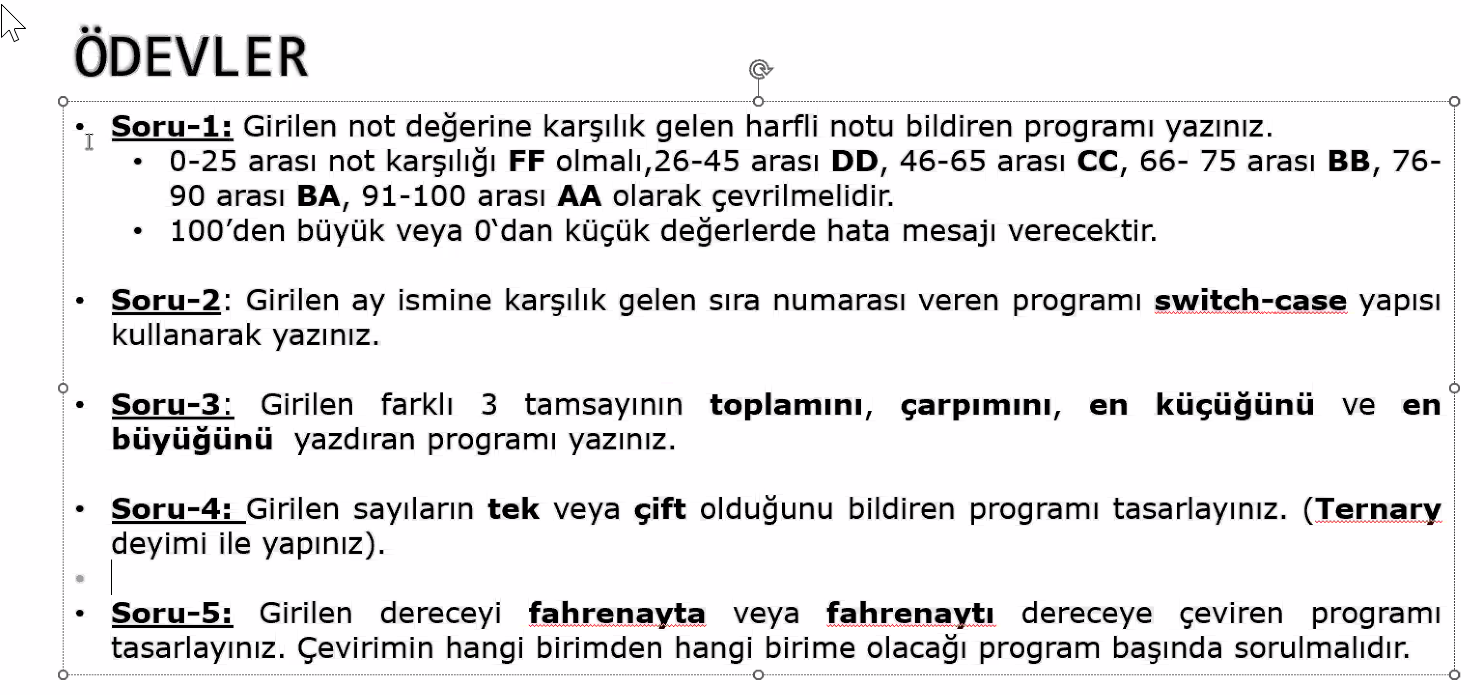 ÖDEVLER
• Soru-1: Girilen not değerine karşılık gelen harfli notu bildiren programı yazınız.
• 0-25 arası not karşılığı FF olmalı,26-45 arası DD, 46-65 arası CC, 66- 75 arası BB, 76-
90 arası BA, 91-100 arası AA olarak çevrilmelidir.
• 100’den büyük veya 0‘dan küçük değerlerde hata mesajı verecektir.
• Soru-2: Girilen ay ismine karşılık gelen sıra numarası veren programı switch-case yapısı
kullanarak yazınız.
• Soru-3: Girilen farklı 3 tamsayının toplamını, çarpımını, en küçüğünü ve en
büyüğünü yazdıran programı yazınız.
• Soru-4: Girilen sayıların tek veya çift olduğunu bildiren programı tasarlayınız. (Ternary
deyimi ile yapınız).
• Soru-5: Girilen dereceyi fahrenayta veya fahrenaytı dereceye çeviren programı
tasarlayınız. Çevirimin hangi birimden hangi birime olacağı program başında sorulmalıdır.